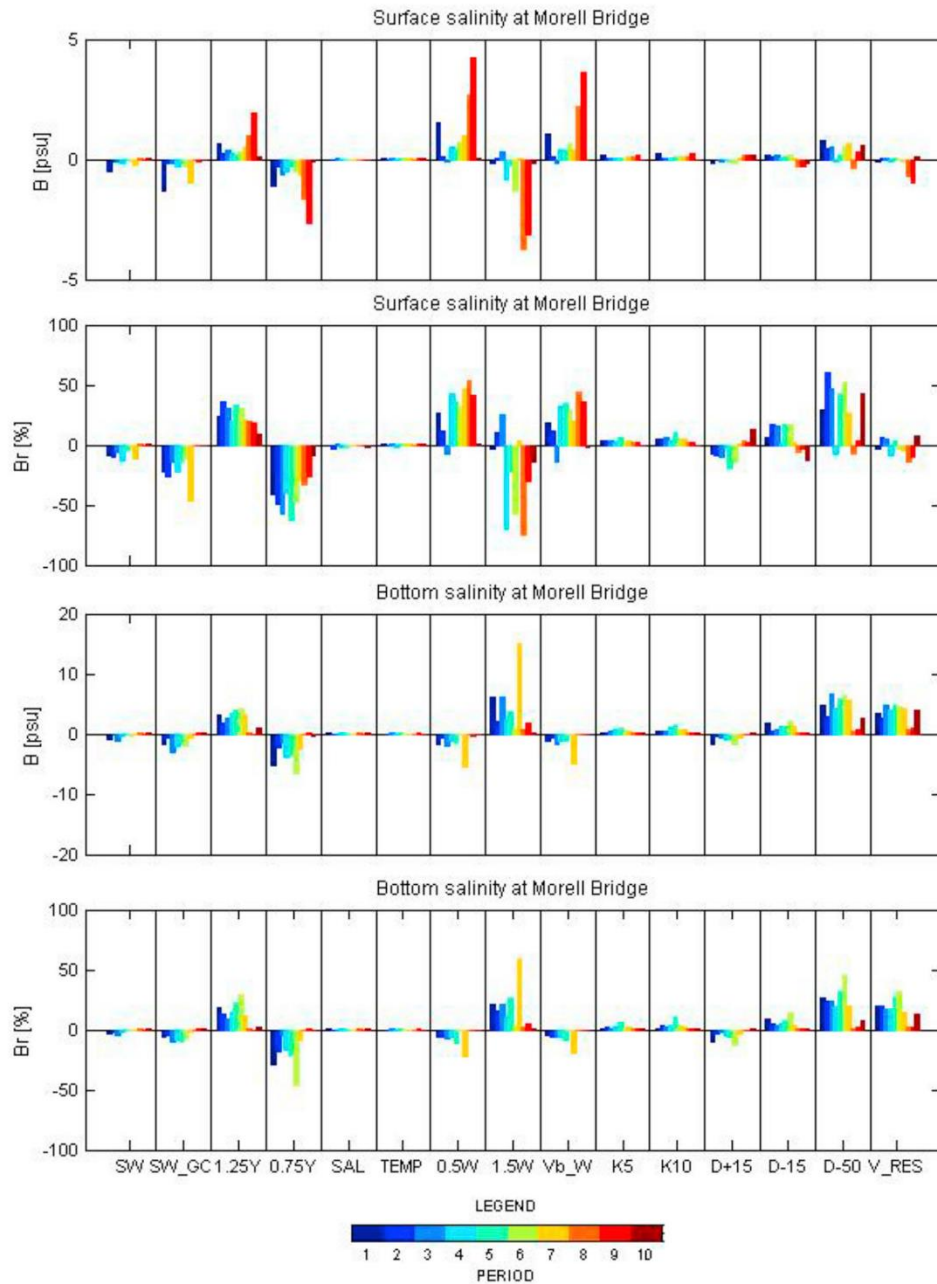 Surface salinity at Morell Bridge
5
0
-5
B [psu]
Surface salinity at Morell Bridge
100
50
0
-50
-100
Br [%]
Bottom salinity at Morell Bridge
20
10
0
-10
-20
B [psu]
Bottom salinity at Morell Bridge
100
50
0
-50
-100
Br [%]
SW SW_GC 1.25Y 0.75Y SAL TEMP 0.5W 1.5W Vb_W K5 K10 D+15 D-15 D-50 V_RES
LEGEND
1 2 3 4 5 6 7 8 9 10
PERIOD